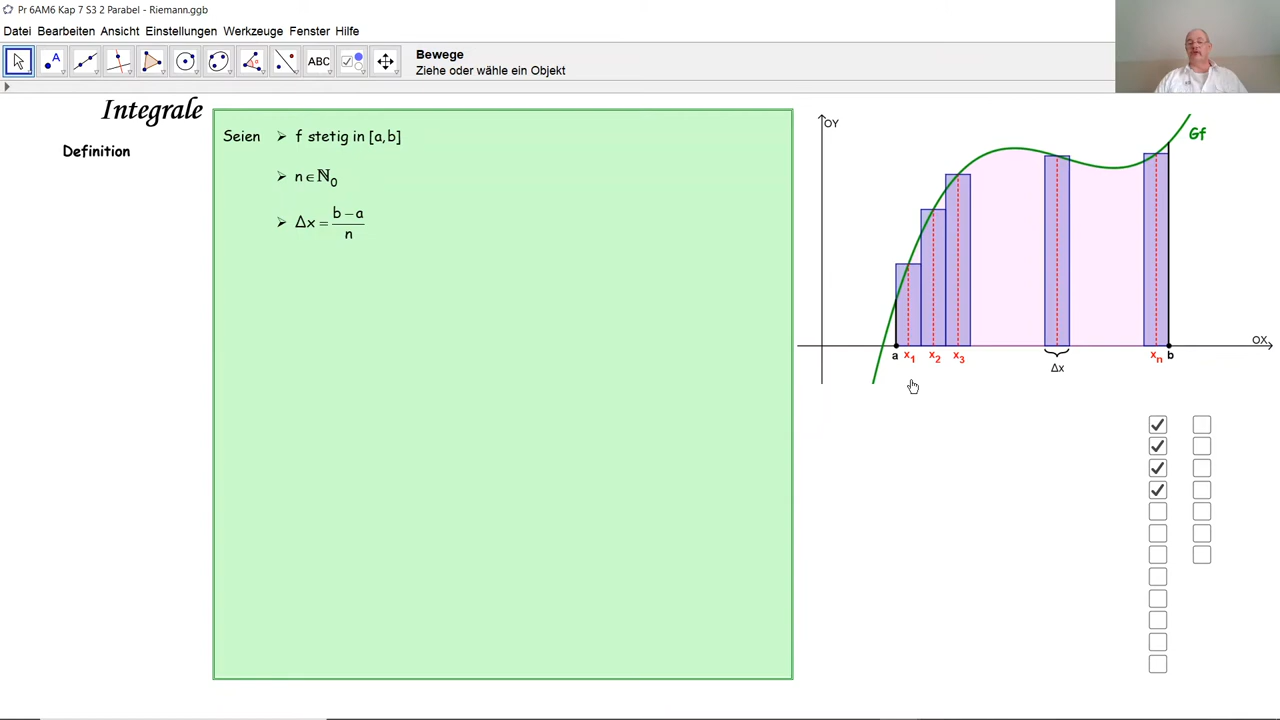 Pr 6AM6 Kap 7 S3 2 Parabel - Riemann.ggb
Datei Bearbeiten Ansicht Einstellungen Werkzeuge Fenster Hilfe
A
ABC
Bewege
Ziehe oder wähle ein Objekt
Integrale
Definition
Seien ➢ f stetig in [a,b]
➢ n ∈ ℕ₀
➢ Δx = (b − a)/n
OY
Gf
OX
a x₁ x₂ x₃ xₙ b
Δx